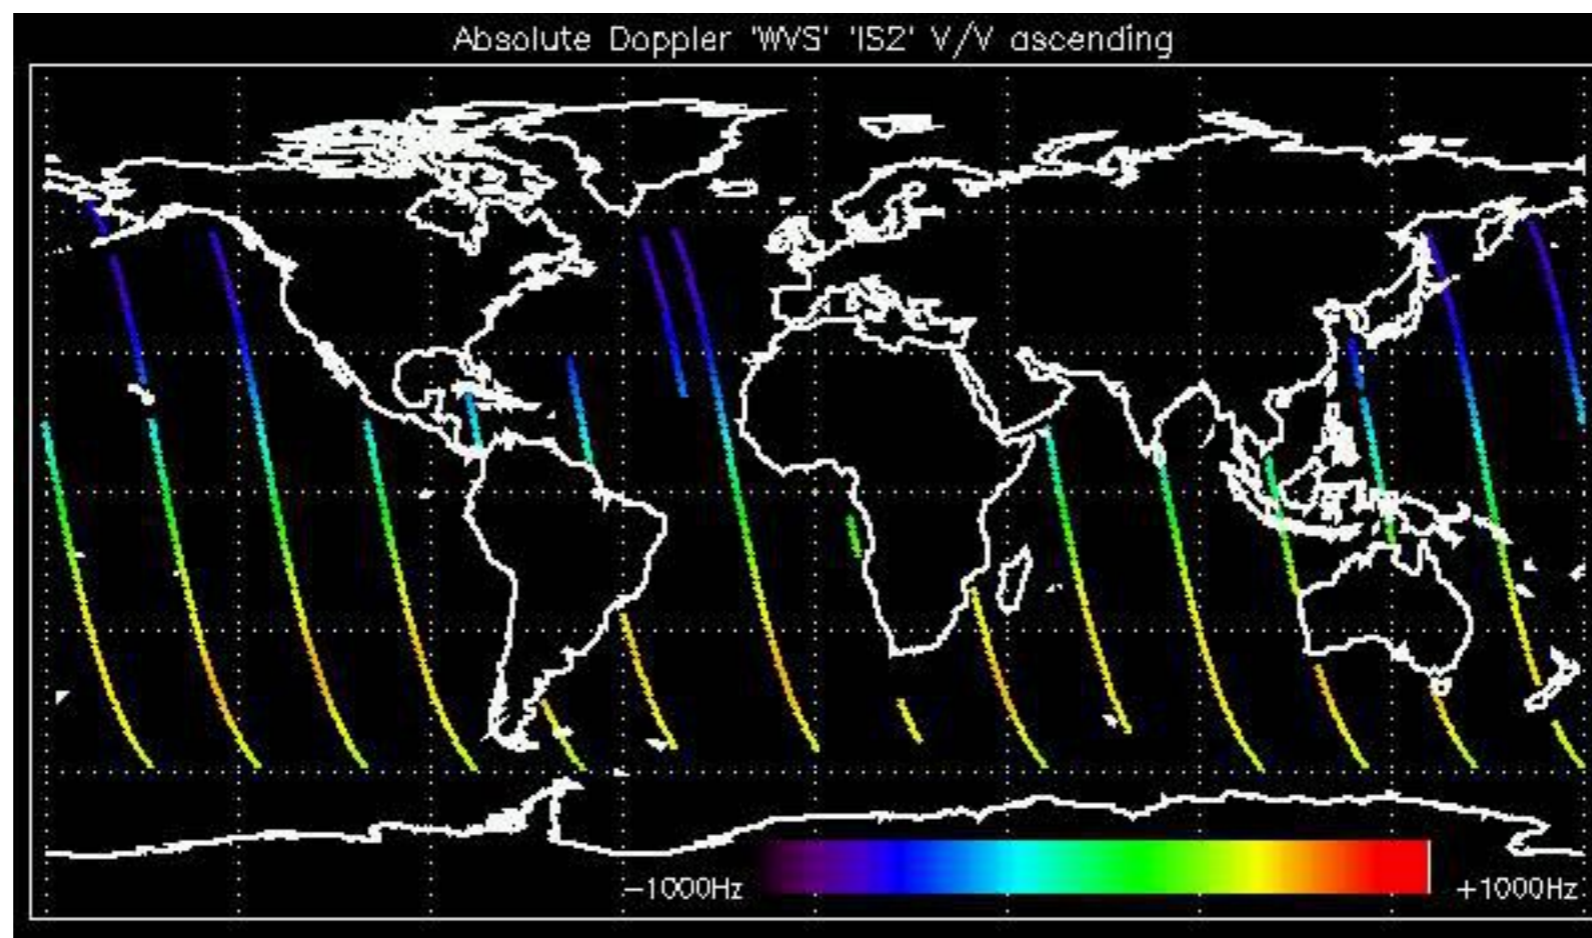 Absolute Doppler 'WVS' 'IS2' V/V ascending
−1000Hz +1000Hz